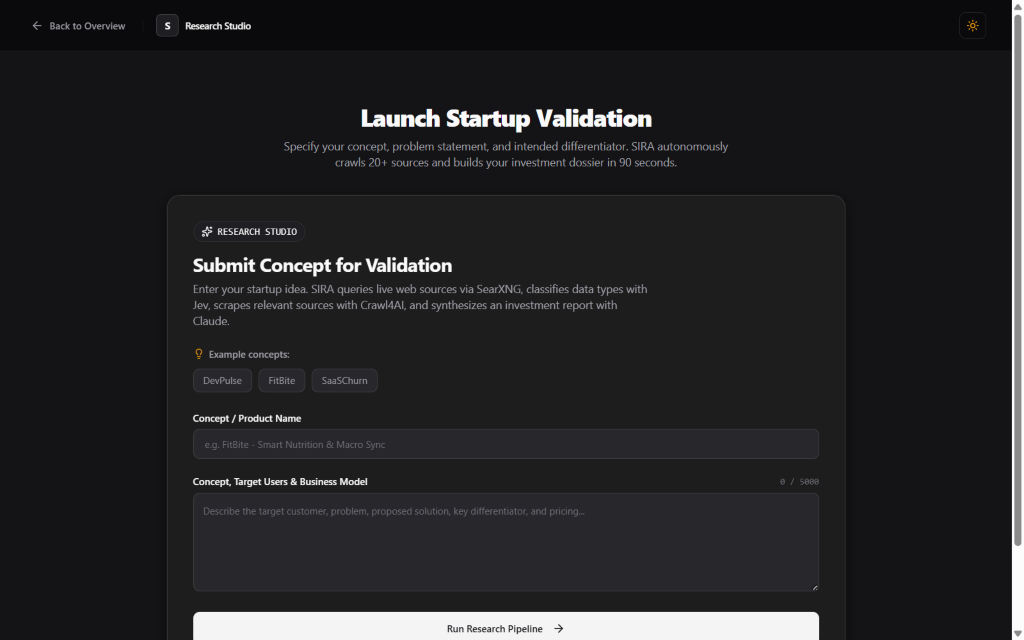 Back to Overview
S
Research Studio
Launch Startup Validation
Specify your concept, problem statement, and intended differentiator. SIRA autonomously
crawls 20+ sources and builds your investment dossier in 90 seconds.
RESEARCH STUDIO
Submit Concept for Validation
Enter your startup idea. SIRA queries live web sources via SearXNG, classifies data types with
Jev, scrapes relevant sources with Crawl4AI, and synthesizes an investment report with
Claude.
Example concepts:
DevPulse
FitBite
SaaSChurn
Concept / Product Name
e.g. FitBite - Smart Nutrition & Macro Sync
Concept, Target Users & Business Model
0 / 5000
Describe the target customer, problem, proposed solution, key differentiator, and pricing...
Run Research Pipeline